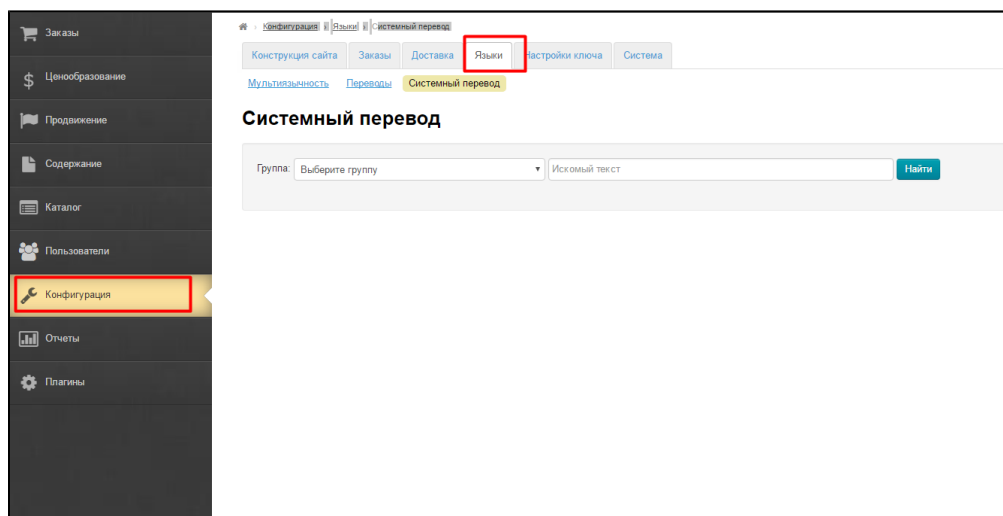 Заказы
Ценообразование
Продвижение
Содержание
Каталог
Пользователи
Конфигурация
Отчеты
Плагины
Конфигурация Языки Системный перевод
Конструкция сайта Заказы Доставка Языки Настройки ключа Система
Мультиязычность Переводы Системный перевод
Системный перевод
Группа: Выберите группу Искомый текст Найти